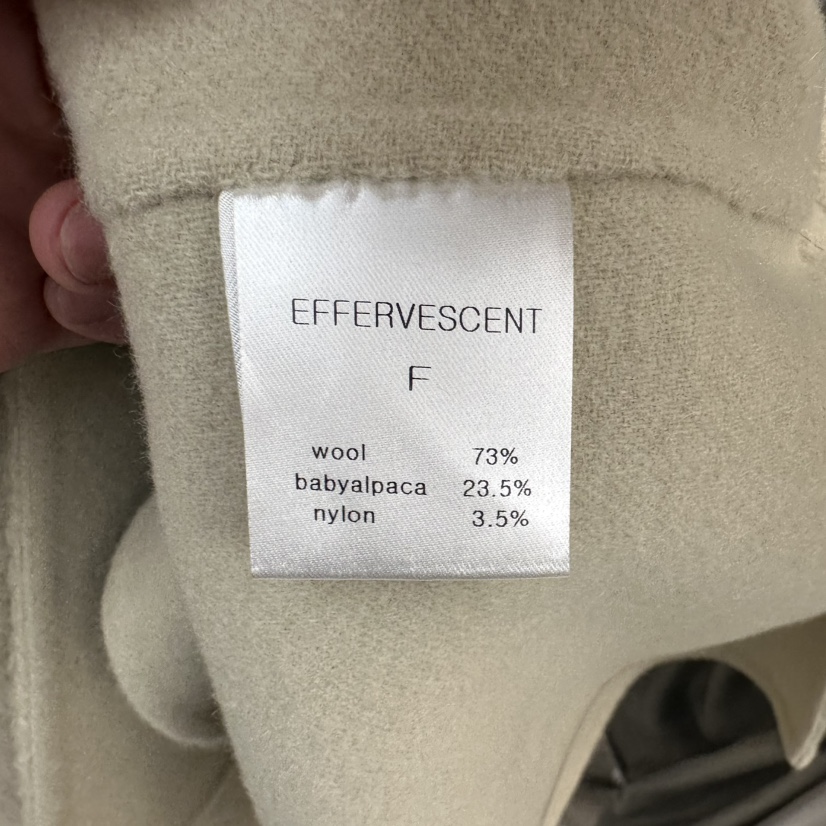 EFFERVESCENT
F
wool 73%
babyalpaca 23.5%
nylon 3.5%